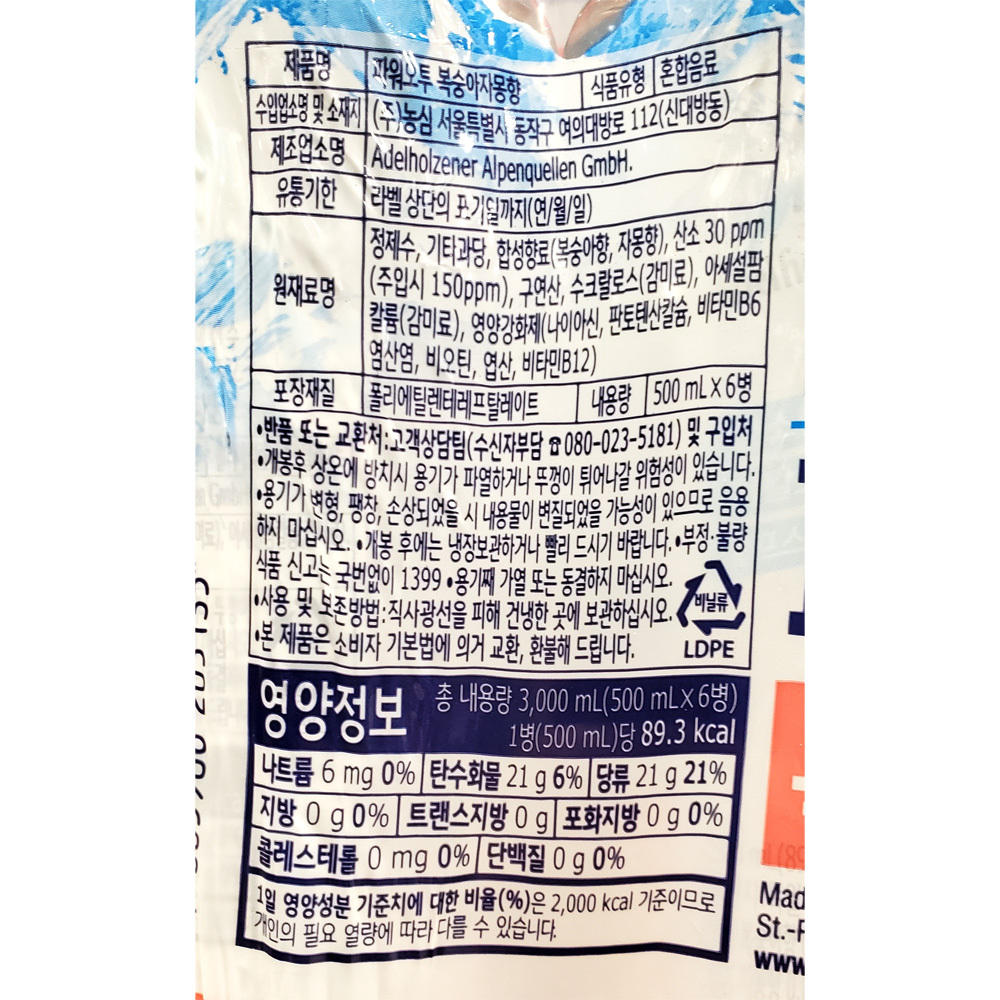 제품명 파워오투 복숭아자몽향 식품유형 혼합음료
수입업소명 및 소재지 (주)농심 서울특별시 동작구 여의대방로 112(신대방동)
제조업소명 Adelholzener Alpenquellen GmbH.
유통기한 라벨 상단의 표기일까지(연/월/일)
원재료명
정제수, 기타과당, 합성향료(복숭아향, 자몽향), 산소 30 ppm
(주입시 150ppm), 구연산, 수크랄로스(감미료), 아세설팜
칼륨(감미료), 영양강화제(나이아신, 판토텐산칼슘, 비타민B6
염산염, 비오틴, 엽산, 비타민B12)
포장재질 폴리에틸렌테레프탈레이트 내용량 500 mL X 6병
•반품 또는 교환처:고객상담팀(수신자부담 ☎080-023-5181) 및 구입처
•개봉후 상온에 방치시 용기가 파열하거나 뚜껑이 튀어나갈 위험성이 있습니다.
•용기가 변형, 팽창, 손상되었을 시 내용물이 변질되었을 가능성이 있으므로 음용
하지 마십시오. •개봉 후에는 냉장보관하거나 빨리 드시기 바랍니다. •부정·불량
식품 신고는 국번없이 1399 •용기째 가열 또는 동결하지 마십시오.
•사용 및 보존방법:직사광선을 피해 건냉한 곳에 보관하십시오.
•본 제품은 소비자 기본법에 의거 교환, 환불해 드립니다.
비닐류
LDPE
영양정보 총 내용량 3,000 mL(500 mL X 6병)
1병(500 mL)당 89.3 kcal
나트륨 6 mg 0% 탄수화물 21 g 6% 당류 21 g 21%
지방 0 g 0% 트랜스지방 0 g 포화지방 0 g 0%
콜레스테롤 0 mg 0% 단백질 0 g 0%
1일 영양성분 기준치에 대한 비율(%)은 2,000 kcal 기준이므로
개인의 필요 열량에 따라 다를 수 있습니다.
Mad
St.-F
www